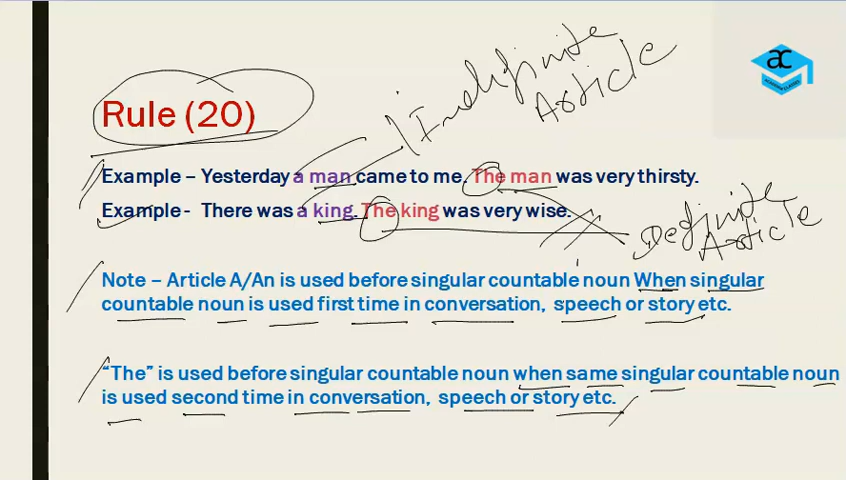 ac
ACADEMIA CLASSES
Indefinite
Article
Rule (20)
Example – Yesterday a man came to me. The man was very thirsty.
Example - There was a king. The king was very wise.
Definite
Article
Note – Article A/An is used before singular countable noun When singular
countable noun is used first time in conversation, speech or story etc.
“The” is used before singular countable noun when same singular countable noun
is used second time in conversation, speech or story etc.